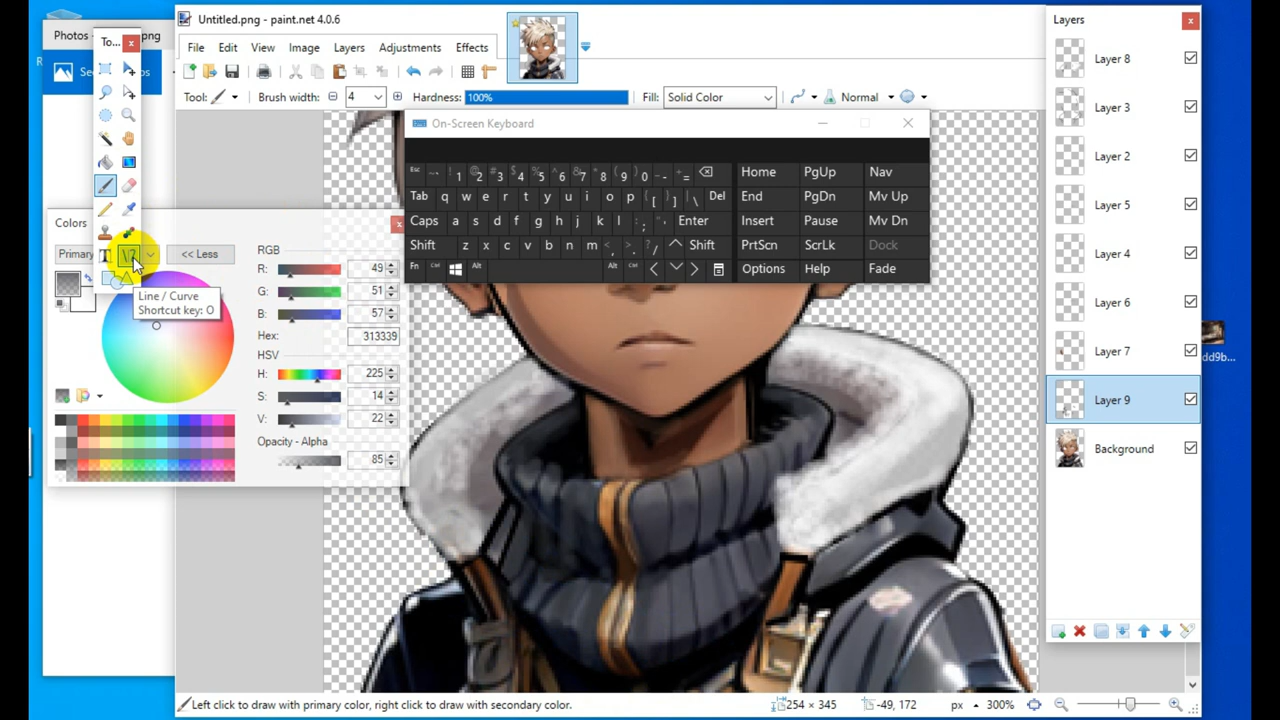 Untitled.png - paint.net 4.0.6
Photos -
png
To...
File Edit View Image Layers Adjustments Effects
Tool: Brush width: 4 Hardness: 100% Fill: Solid Color Normal
On-Screen Keyboard
Esc ~` !1 @2 #3 $4 %5 ^6 &7 *8 (9 )0 _- += Home PgUp Nav
Tab q w e r t y u i o p {[ }] |\ Del End PgDn Mv Up
Caps a s d f g h j k l :; "' Enter Insert Pause Mv Dn
Shift z x c v b n m <, >. ?/ Shift PrtScn ScrLk Dock
Fn Ctrl Alt Alt Ctrl Options Help Fade
Colors
Primary << Less
Line / Curve
Shortcut key: O
RGB
R: 49
G: 51
B: 57
Hex: 313339
HSV
H: 225
S: 14
V: 22
Opacity - Alpha
85
Layers
Layer 8
Layer 3
Layer 2
Layer 5
Layer 4
Layer 6
Layer 7
Layer 9
Background
dd9b...
Left click to draw with primary color, right click to draw with secondary color.
254 × 345 -49, 172 px 300%